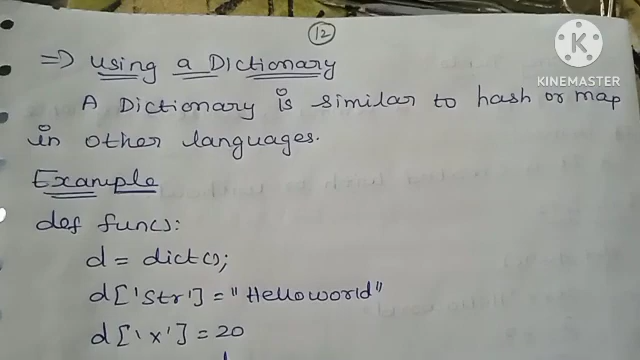 12
K
KINEMASTER
=> Using a Dictionary
A Dictionary is similar to hash or map
in other languages.
Example
def func():
d = dict();
d['str'] = "Helloworld"
d['x'] = 20